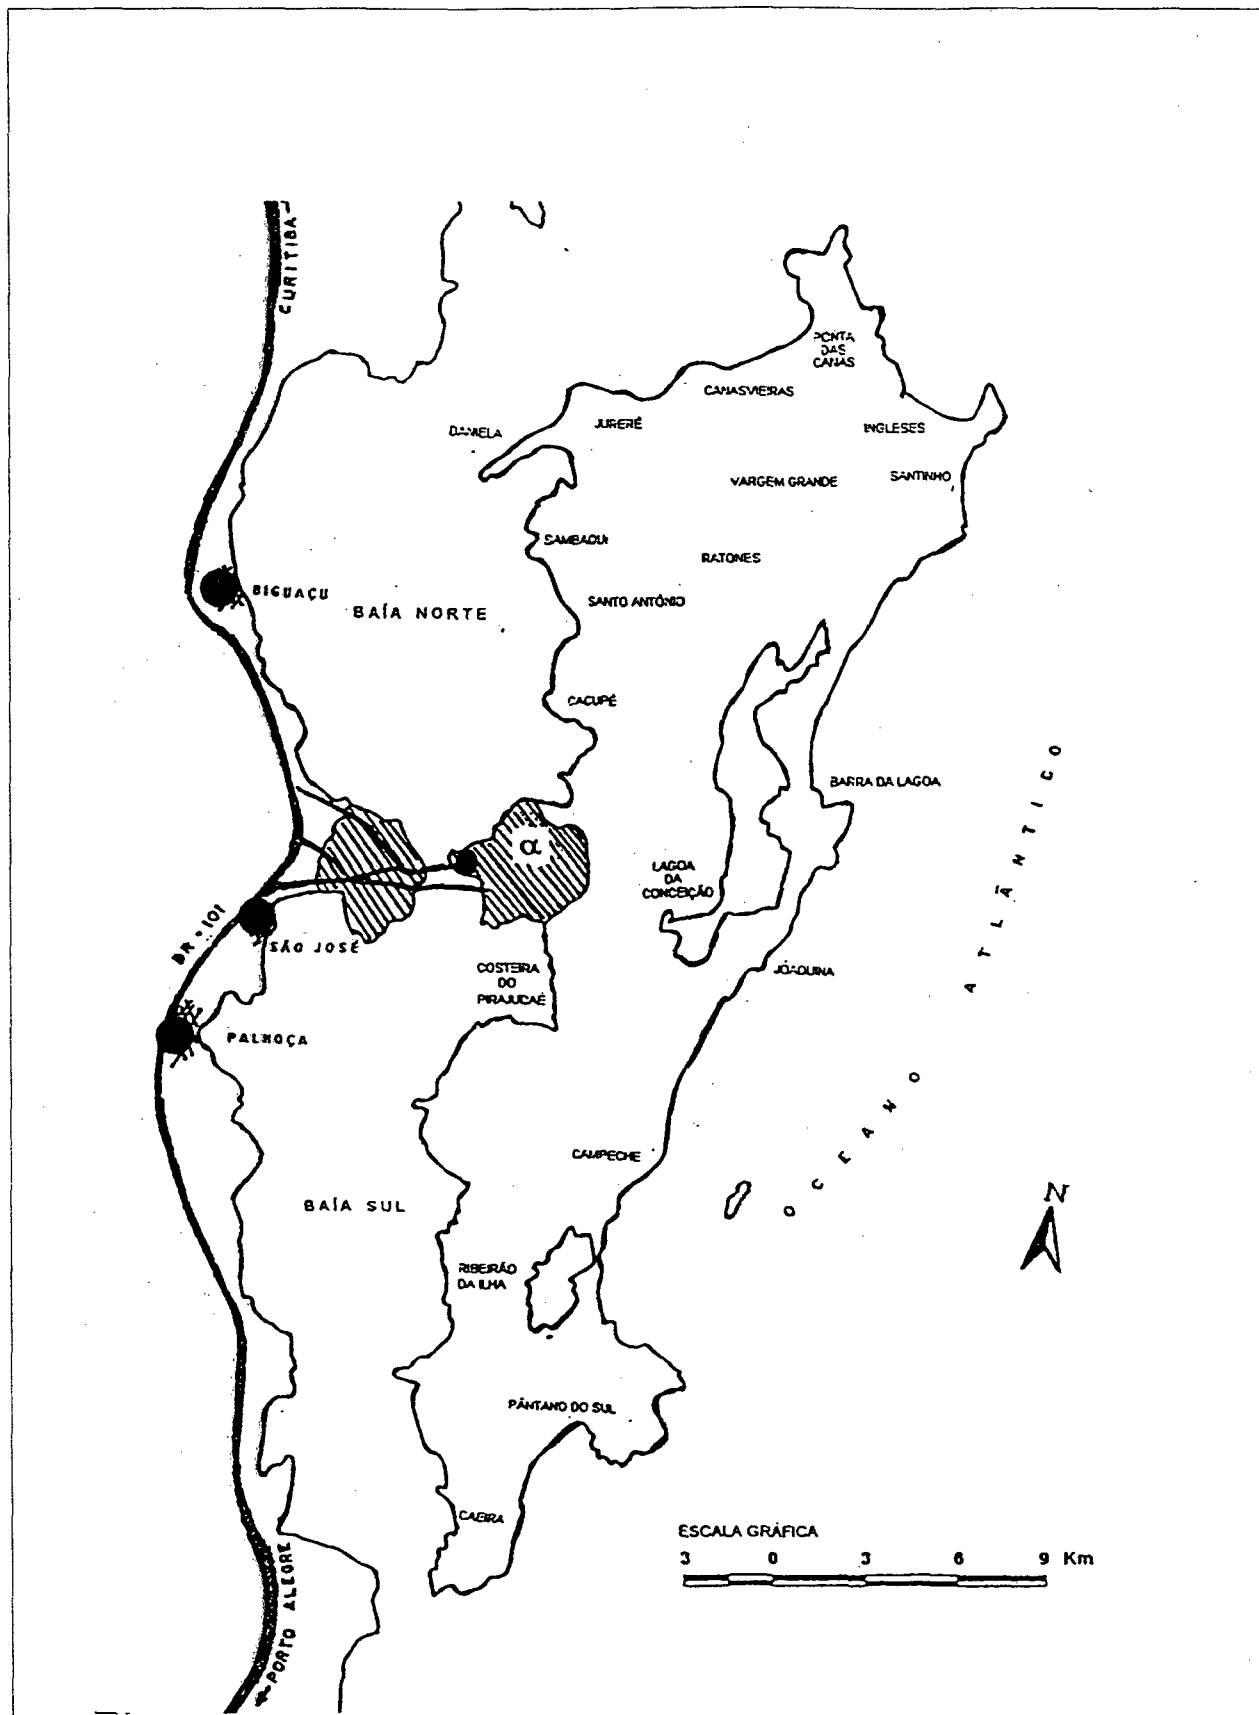 CURITIBA
PONTA
DAS
CANAS
CANASVIEIRAS
JURERÊ
INGLESES
DANIELA
SANTINHO
VARGEM GRANDE
SAMBAQUI
RATONES
BIGUAÇU
SANTO ANTÔNIO
BAÍA NORTE
CACUPÉ
BARRA DA LAGOA
OCEANO ATLÂNTICO
α
LAGOA
DA
CONCEIÇÃO
BR - 101
SÃO JOSÉ
COSTEIRA
DO
PIRAJUCAÉ
JOAQUINA
PALHOÇA
CAMPECHE
BAÍA SUL
N
RIBEIRÃO
DA ILHA
PÂNTANO DO SUL
CAEIRA
ESCALA GRÁFICA
3 0 3 6 9 Km
PORTO ALEGRE